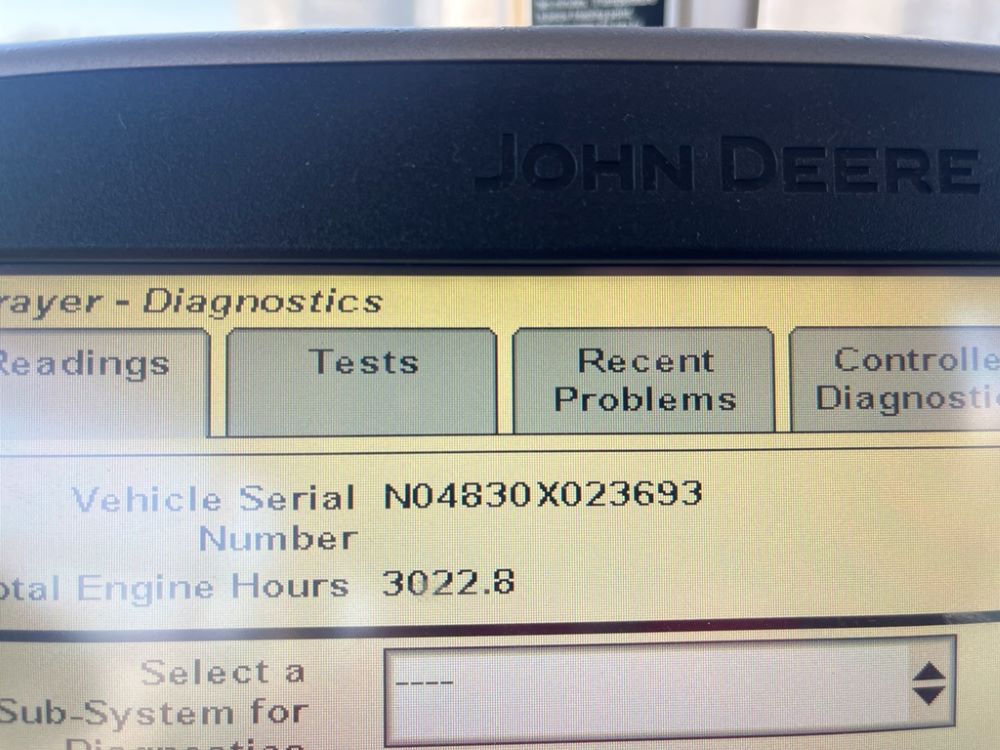 JOHN DEERE
rayer - Diagnostics
Readings
Tests
Recent
Problems
Controlle
Diagnosti
Vehicle Serial
Number
N04830X023693
otal Engine Hours 3022.8
Select a
Sub-System for
----